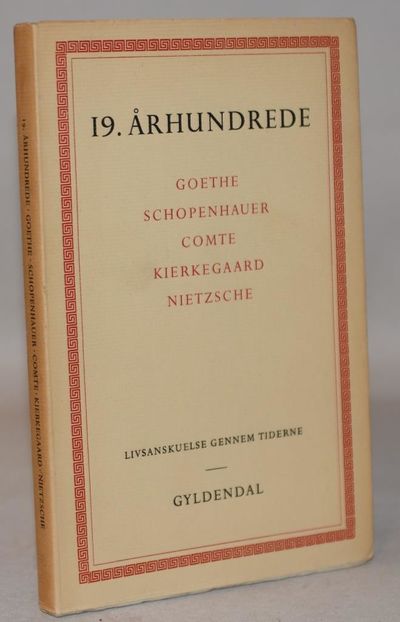 19. ÅRHUNDREDE
GOETHE
SCHOPENHAUER
COMTE
KIERKEGAARD
NIETZSCHE
LIVSANSKUELSE GENNEM TIDERNE
GYLDENDAL
19. ÅRHUNDREDE · GOETHE · SCHOPENHAUER · COMTE · KIERKEGAARD · NIETZSCHE